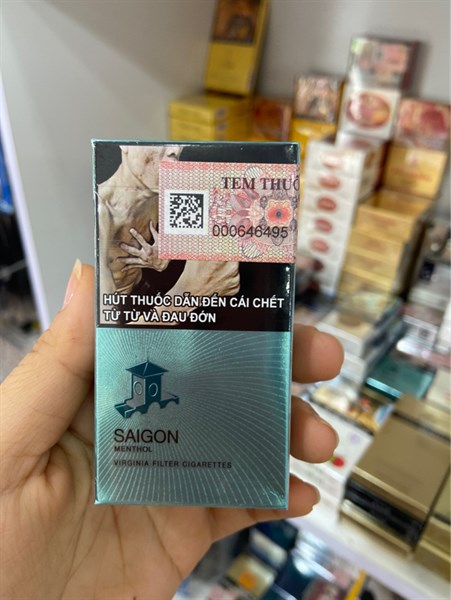 TEM THUỐ
000646495
HÚT THUỐC DẪN ĐẾN CÁI CHẾT
TỪ TỪ VÀ ĐAU ĐỚN
SAIGON
MENTHOL
VIRGINIA FILTER CIGARETTES